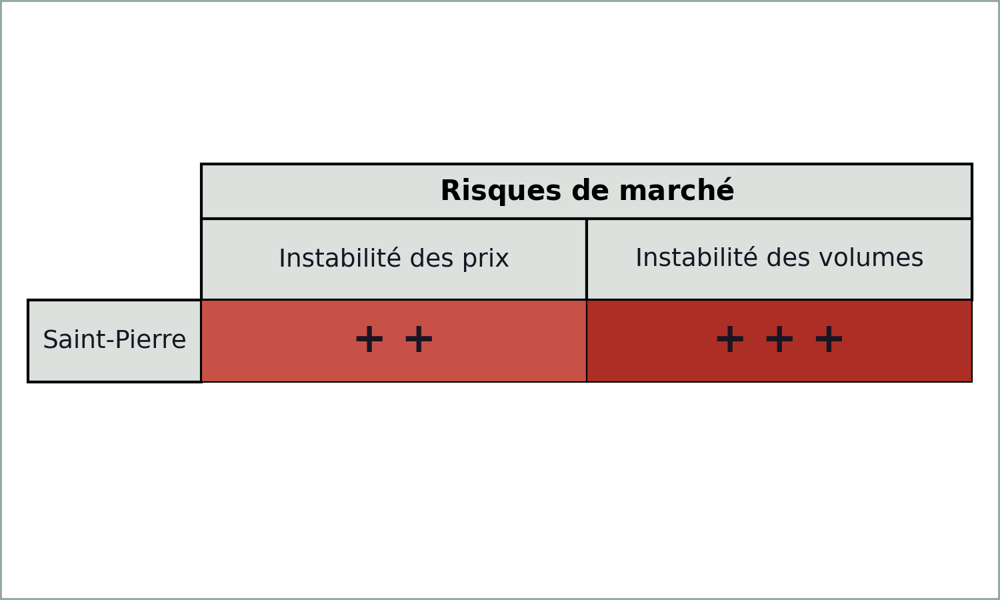 Risques de marché
Instabilité des prix
Instabilité des volumes
Saint-Pierre
+ +
+ + +